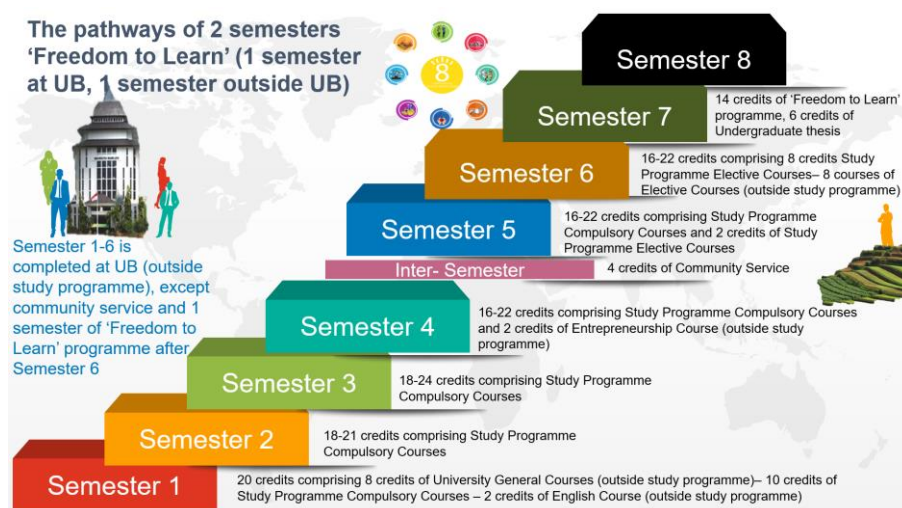 The pathways of 2 semesters
‘Freedom to Learn’ (1 semester
at UB, 1 semester outside UB)
8
Semester 8
Semester 7
14 credits of ‘Freedom to Learn’
programme, 6 credits of
Undergraduate thesis
Semester 6
16-22 credits comprising 8 credits Study
Programme Elective Courses– 8 courses of
Elective Courses (outside study programme)
Semester 5
16-22 credits comprising Study Programme
Compulsory Courses and 2 credits of Study
Programme Elective Courses
Inter- Semester
4 credits of Community Service
Semester 1-6 is
completed at UB (outside
study programme), except
community service and 1
semester of ‘Freedom to
Learn’ programme after
Semester 6
Semester 4
16-22 credits comprising Study Programme Compulsory Courses
and 2 credits of Entrepreneurship Course (outside study
programme)
Semester 3
18-24 credits comprising Study Programme
Compulsory Courses
Semester 2
18-21 credits comprising Study Programme
Compulsory Courses
Semester 1
20 credits comprising 8 credits of University General Courses (outside study programme)– 10 credits of
Study Programme Compulsory Courses – 2 credits of English Course (outside study programme)